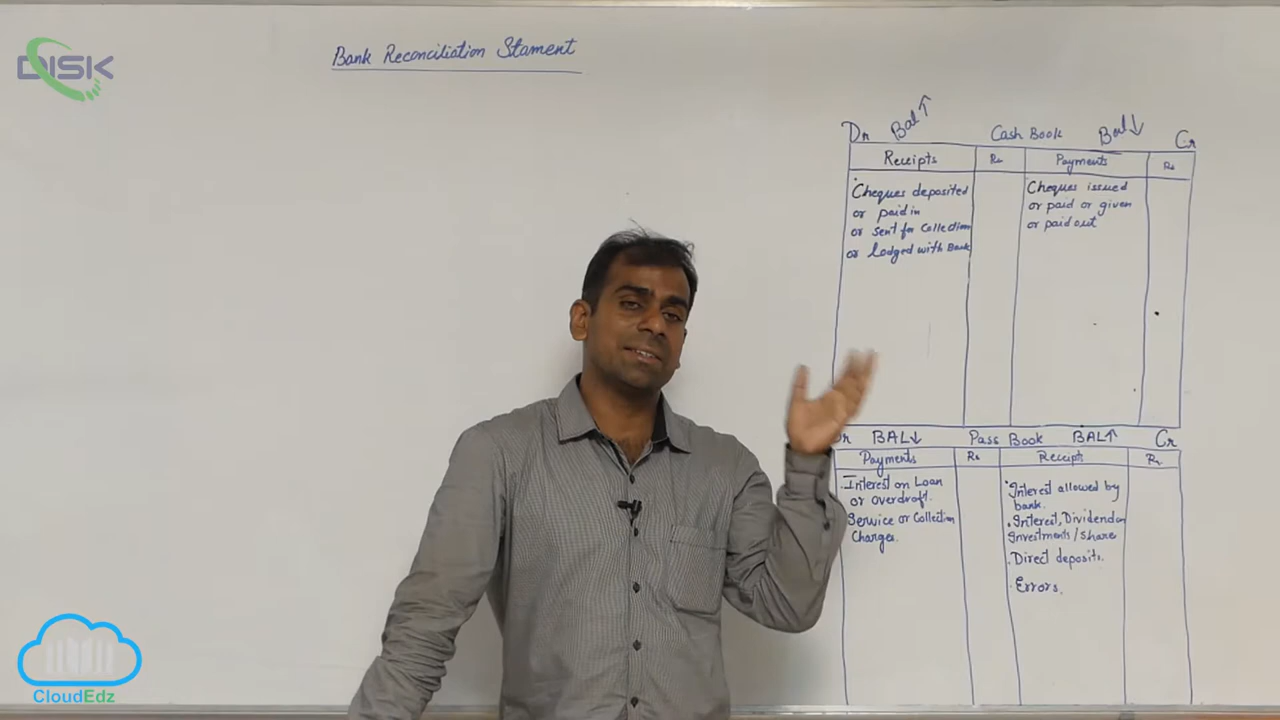 DISK
Bank Reconciliation Stament
Dr Bal↑ Cash Book Bal↓ Cr
Receipts Rs Payments Rs
Cheques deposited
or paid in
or sent for Collection
or lodged with Bank
Cheques issued
or paid or given
or paid out
Dr BAL↓ Pass Book BAL↑ Cr
Payments Rs Receipts Rs
Interest on Loan
or overdraft.
Service or Collection
Charges.
Interest allowed by
bank.
Interest, Dividend on
Investments/share
Direct deposits.
Errors.
CloudEdz